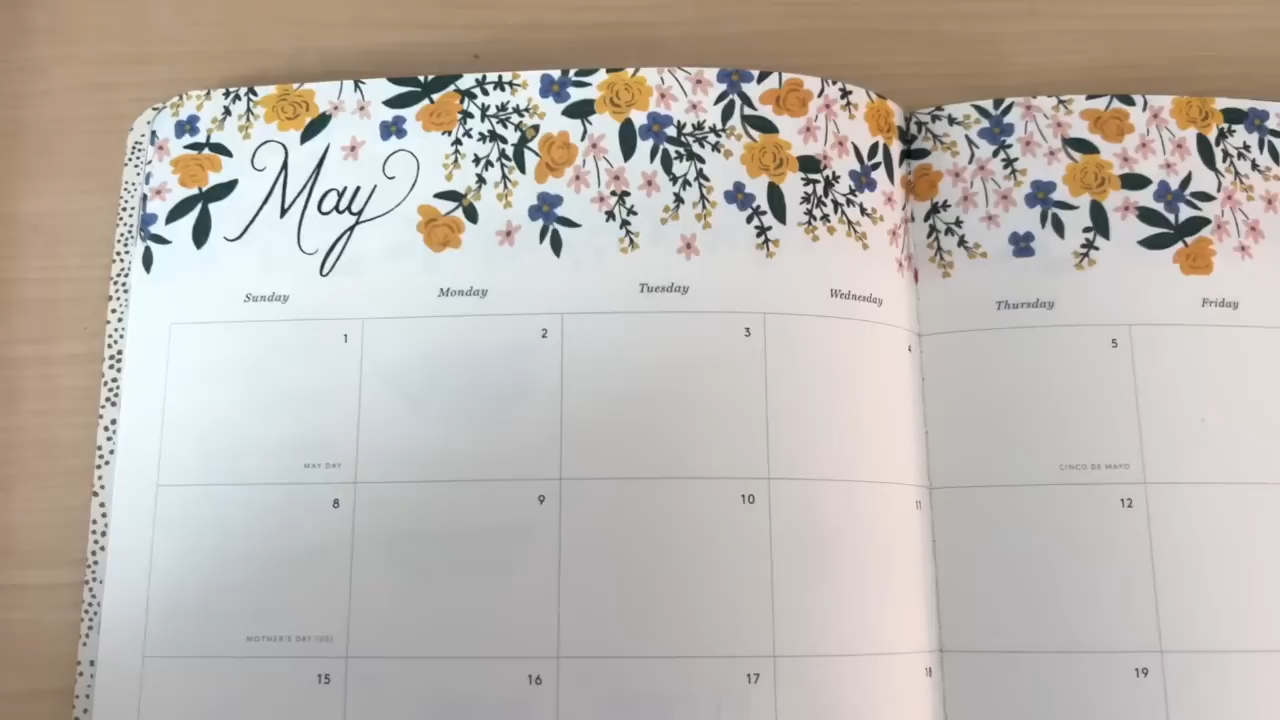 May
Sunday Monday Tuesday Wednesday Thursday Friday
1 2 3 4 5
MAY DAY CINCO DE MAYO
8 9 10 11 12
MOTHER'S DAY (US)
15 16 17 18 19